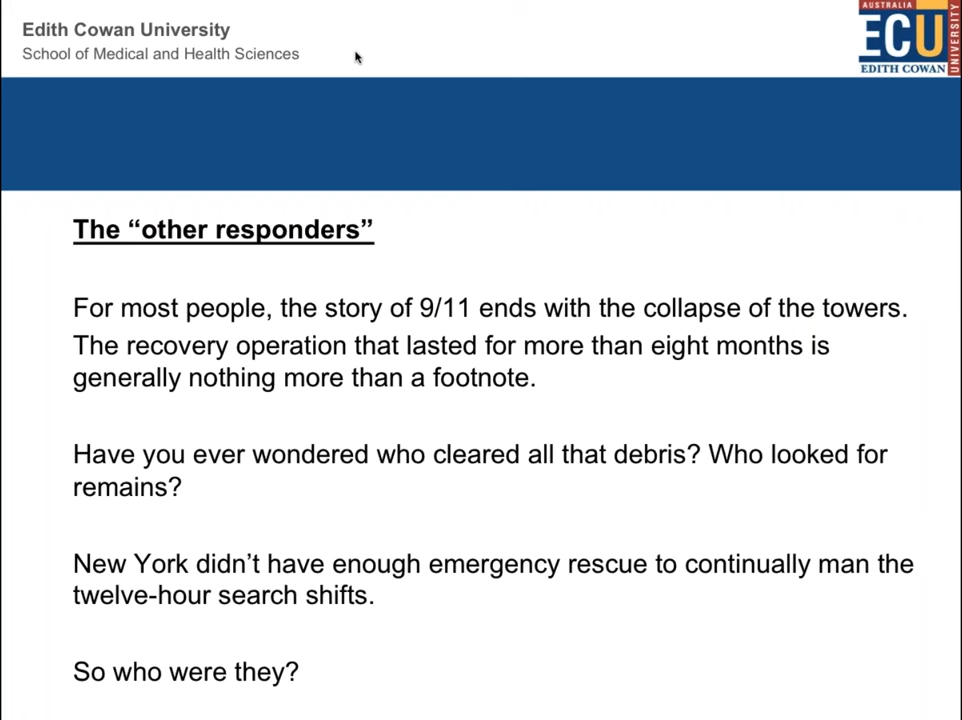 Edith Cowan University
School of Medical and Health Sciences
AUSTRALIA
ECU
EDITH COWAN
UNIVERSITY
The “other responders”
For most people, the story of 9/11 ends with the collapse of the towers.
The recovery operation that lasted for more than eight months is
generally nothing more than a footnote.
Have you ever wondered who cleared all that debris? Who looked for
remains?
New York didn’t have enough emergency rescue to continually man the
twelve-hour search shifts.
So who were they?